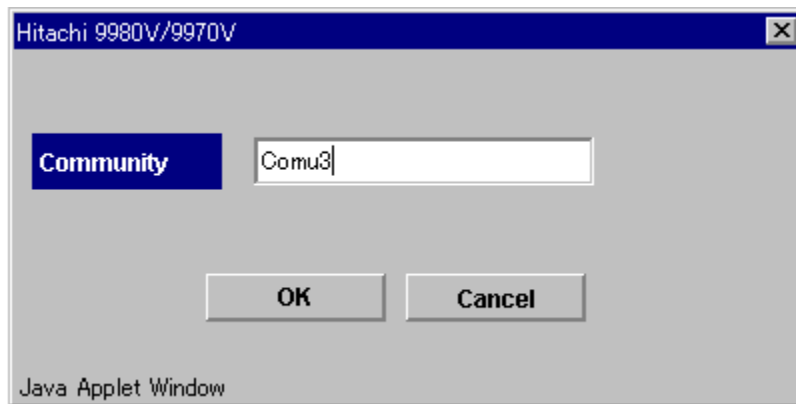 Hitachi 9980V/9970V
Community
Comu3
OK
Cancel
Java Applet Window